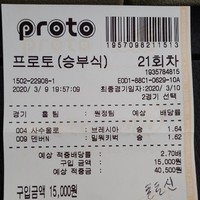 proto
1957098211513
프로토(승부식) 21회차
1935784815
1502-22908-1 E001-88C1-0629-10A
2020/ 3/ 9 19:57:09 최종경기일자: 2020/ 3/10
2경기 선택
경기 홈팀 : 원정팀 예상 배당률
004 사수올로 : 브레시아 승 1.64
009 덴버N : 밀워키벅 승 1.65
예상 적중배당률 : 2.70배
구입 금액 : 15,000원
예상 적중금 : 40,500원
구입금액 15,000원